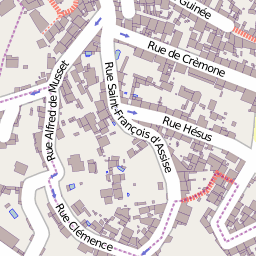 Guinée
Rue de Crémone
Rue Alfred de Musset
Rue Saint-François d'Assise
Rue Hésus
Rue Clémence